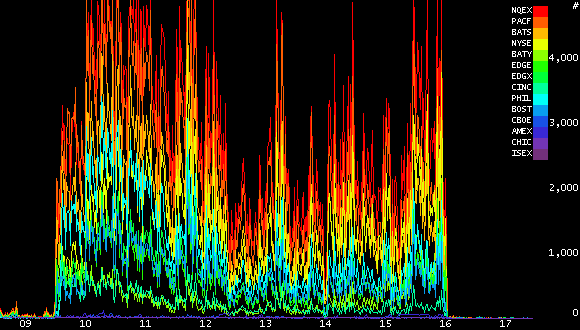 #
NQEX
PACF
BATS
NYSE
BATY
EDGE
EDGX
CINC
PHIL
BOST
CBOE
AMEX
CHIC
ISEX
4,000
3,000
2,000
1,000
0
09 10 11 12 13 14 15 16 17